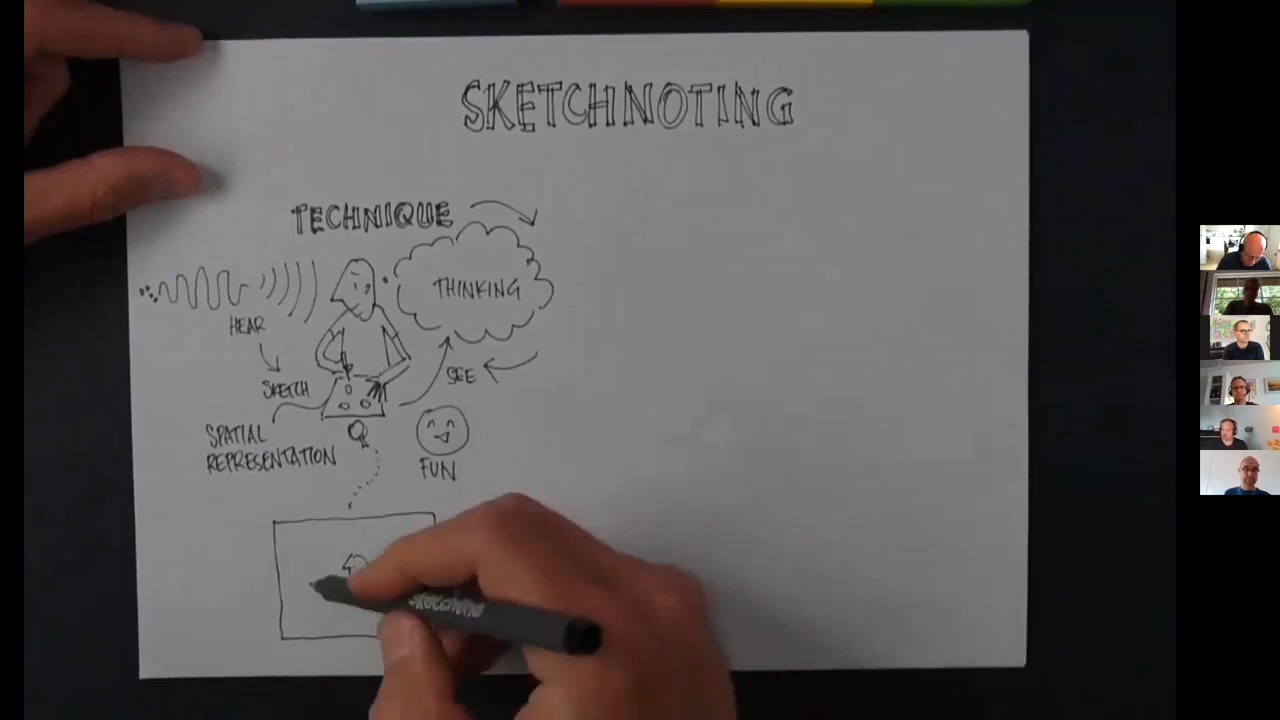 SKETCHNOTING
TECHNIQUE
THINKING
HEAR
SEE
SKETCH
SPATIAL
REPRESENTATION
FUN